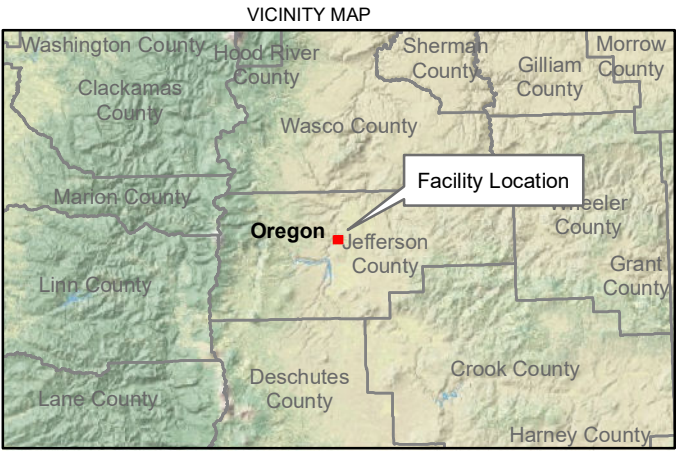 VICINITY MAP
Washington County
Hood River
County
Sherman
County
Gilliam
County
Morrow
County
Clackamas
County
Wasco County
Facility Location
Marion County
Wheeler
County
Oregon
Jefferson
County
Grant
County
Linn County
Deschutes
County
Crook County
Lane County
Harney County